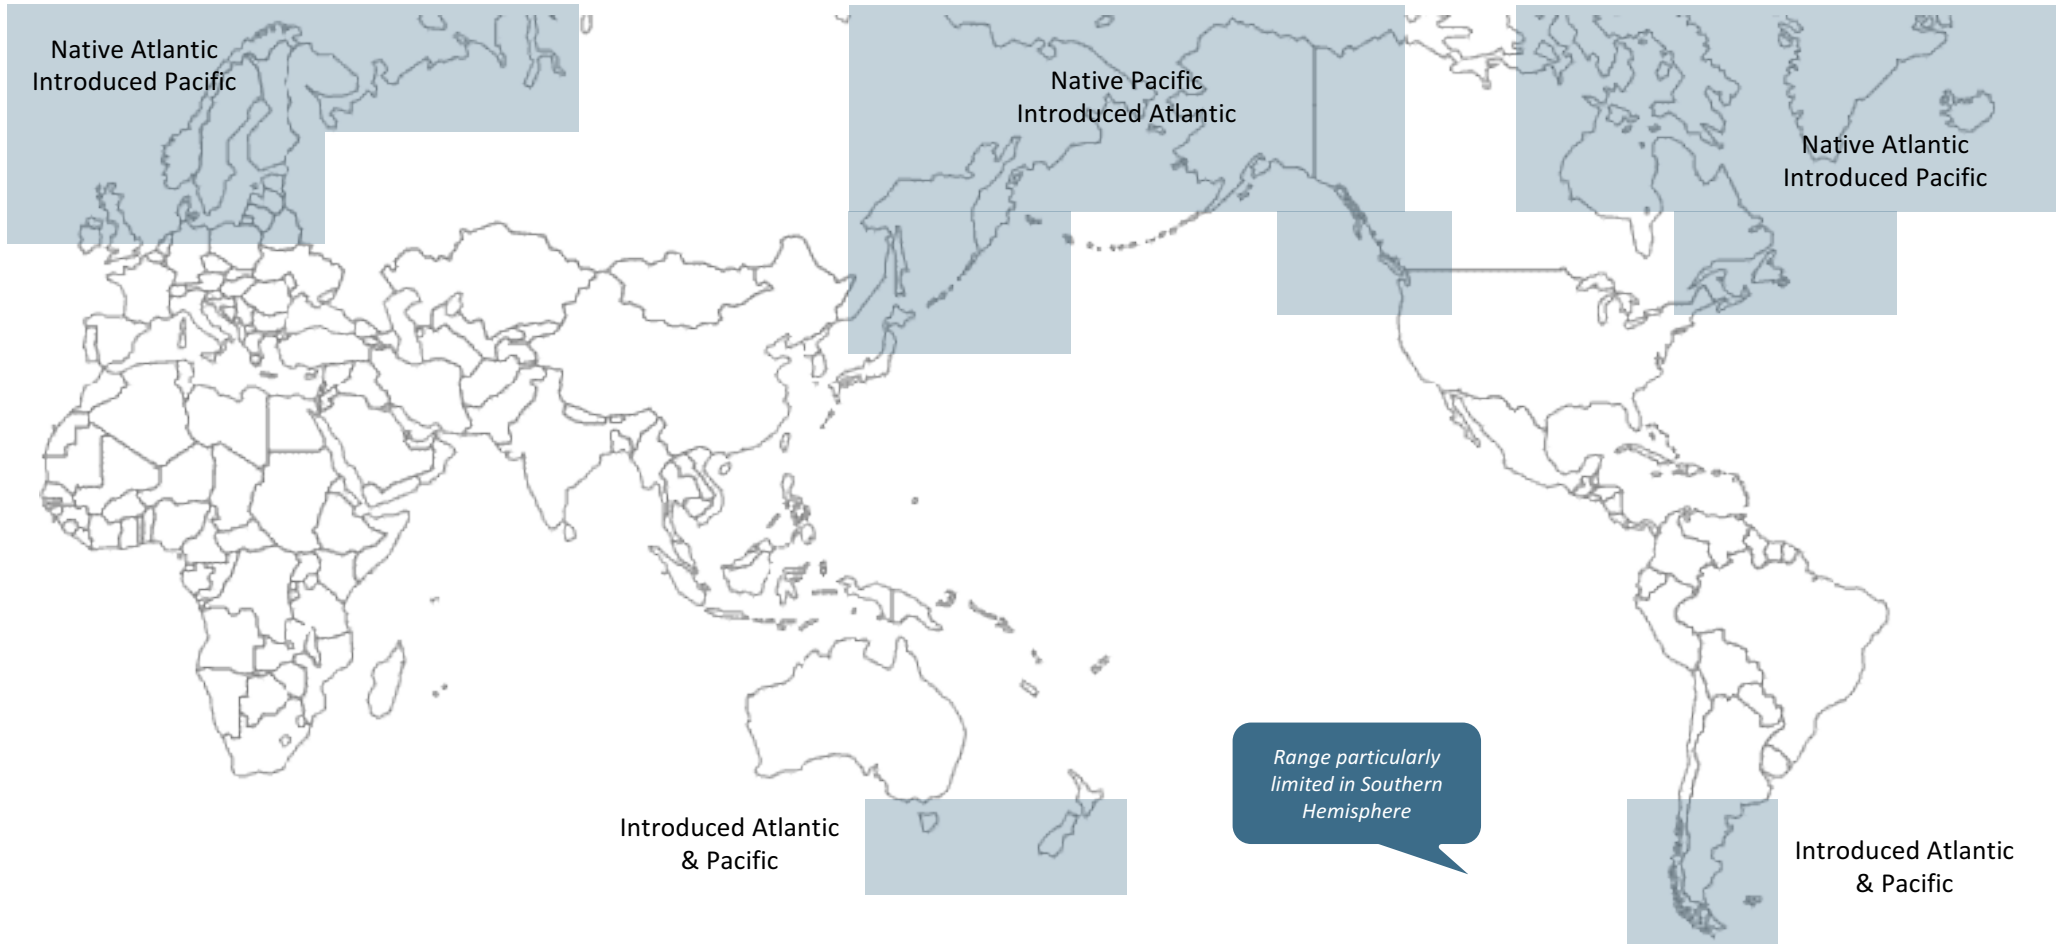 Native Atlantic
Introduced Pacific
Native Pacific
Introduced Atlantic
Native Atlantic
Introduced Pacific
Range particularly
limited in Southern
Hemisphere
Introduced Atlantic
& Pacific
Introduced Atlantic
& Pacific